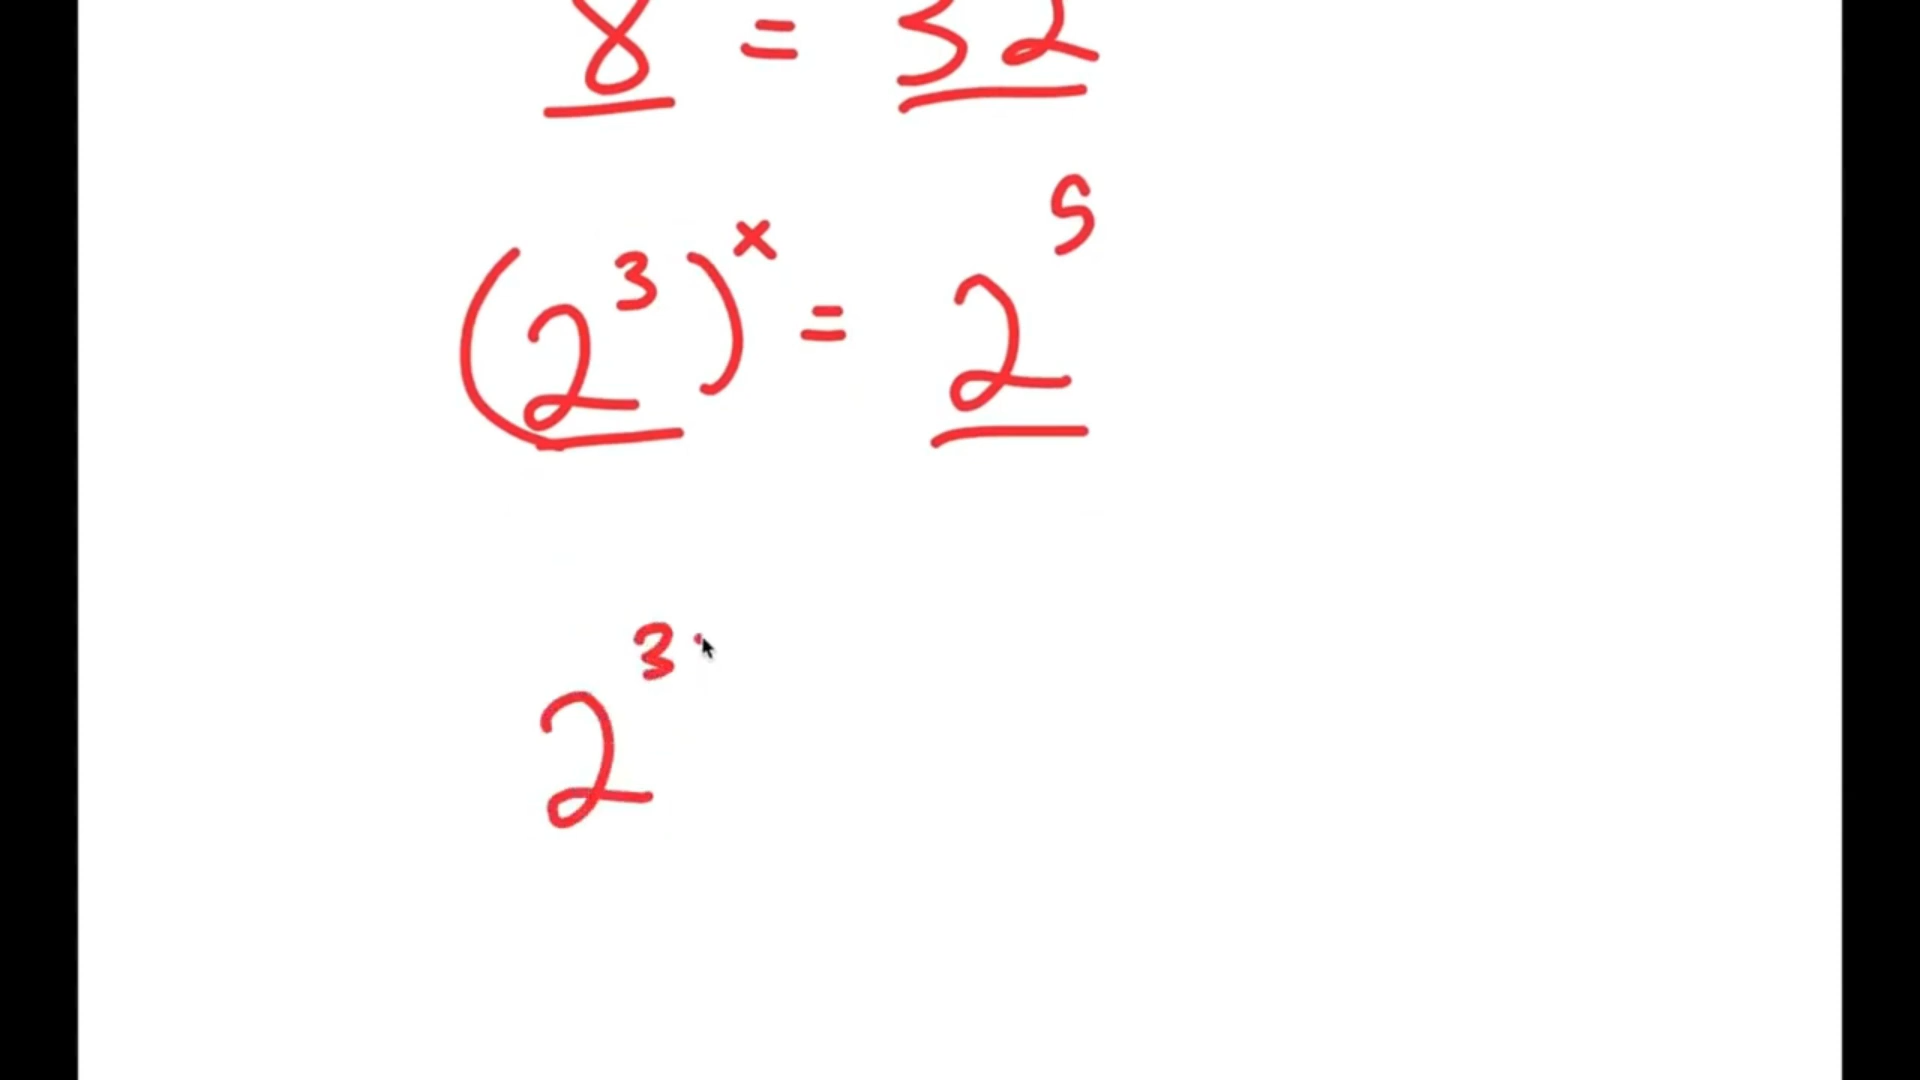 8 = 32
(2³)ˣ = 2⁵
2³